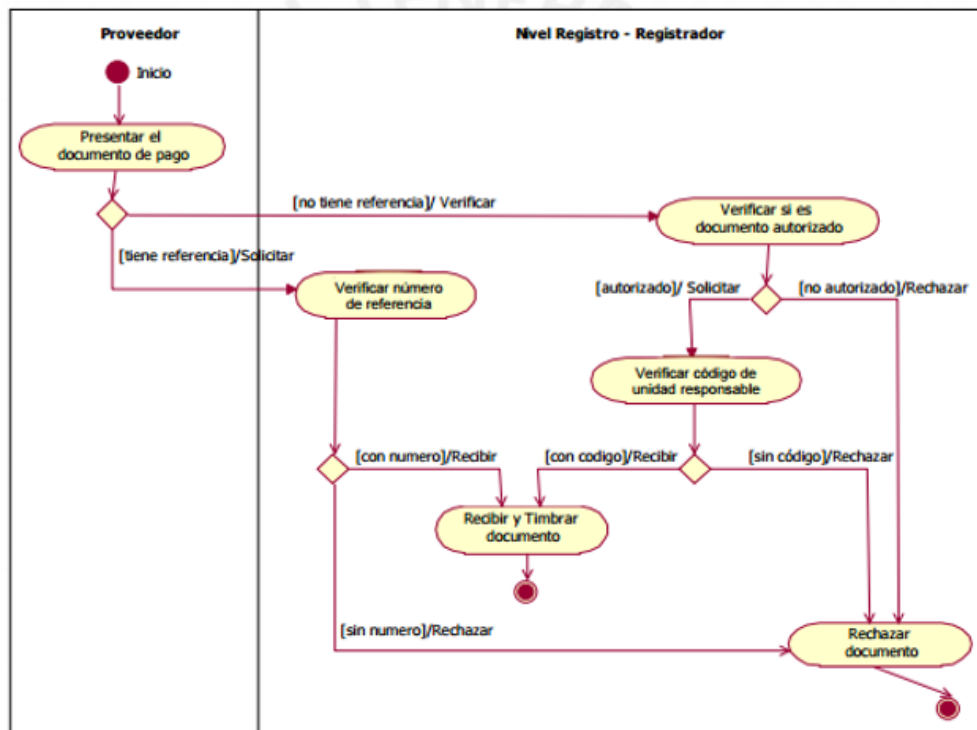 Proveedor
Nivel Registro - Registrador
Inicio
Presentar el
documento de pago
[no tiene referencia]/ Verificar
Verificar si es
documento autorizado
[tiene referencia]/Solicitar
Verificar número
de referencia
[autorizado]/ Solicitar
[no autorizado]/Rechazar
Verificar código de
unidad responsable
[con numero]/Recibir
[con codigo]/Recibir
[sin código]/Rechazar
Recibir y Timbrar
documento
[sin numero]/Rechazar
Rechazar
documento